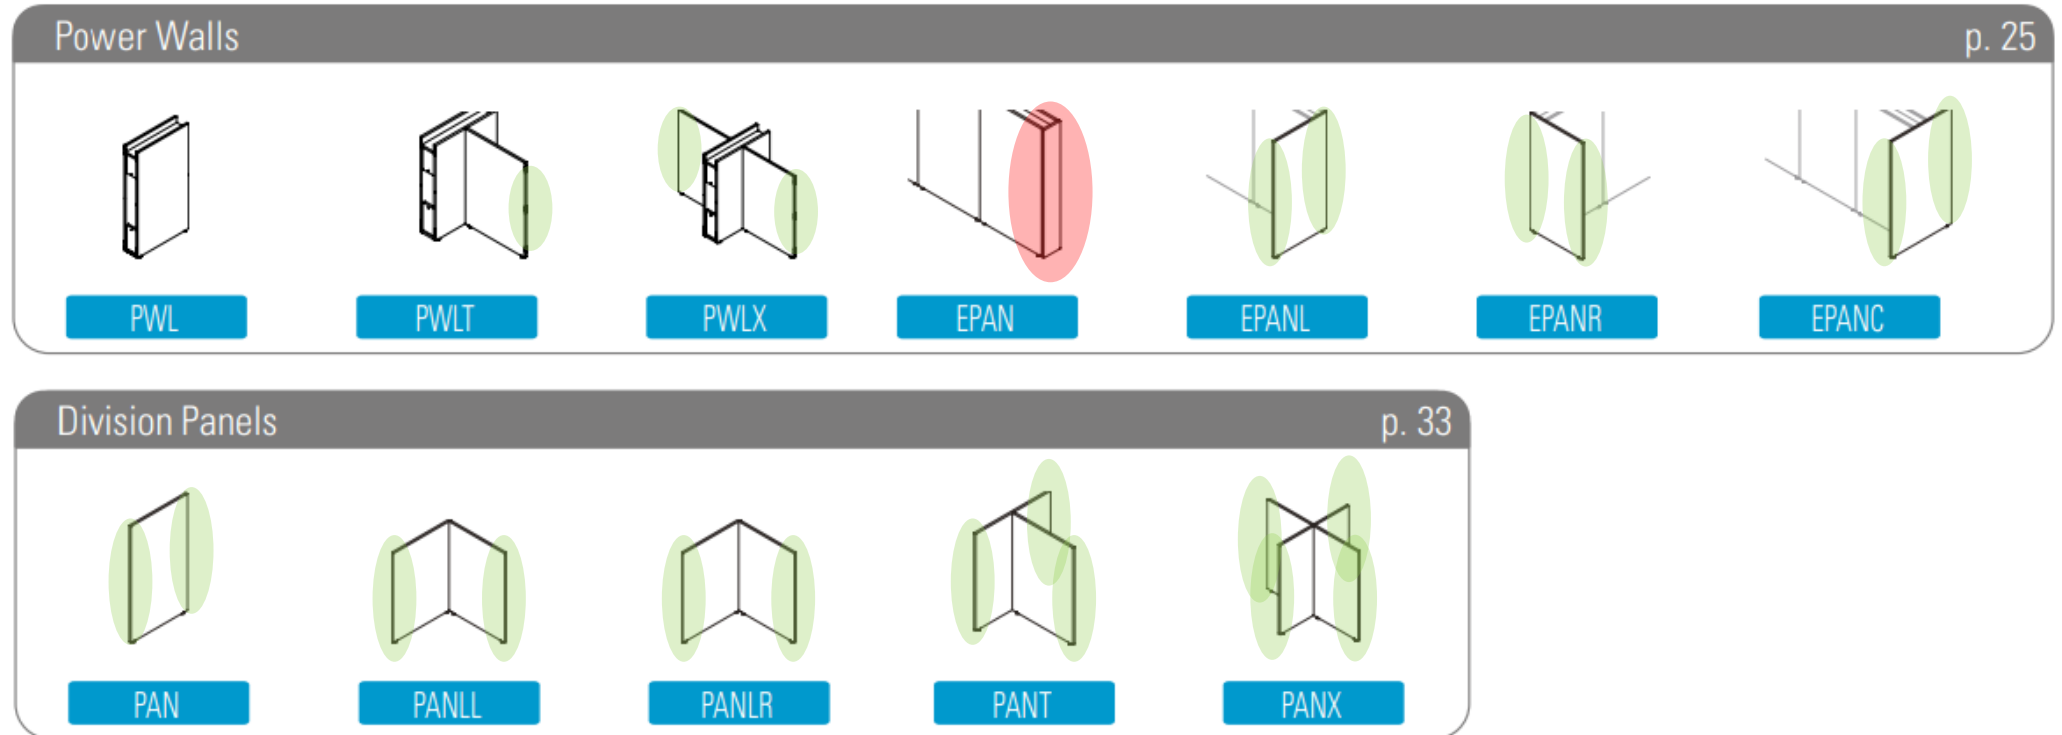 Power Walls p. 25
PWL PWLT PWLX EPAN EPANL EPANR EPANC
Division Panels p. 33
PAN PANLL PANLR PANT PANX